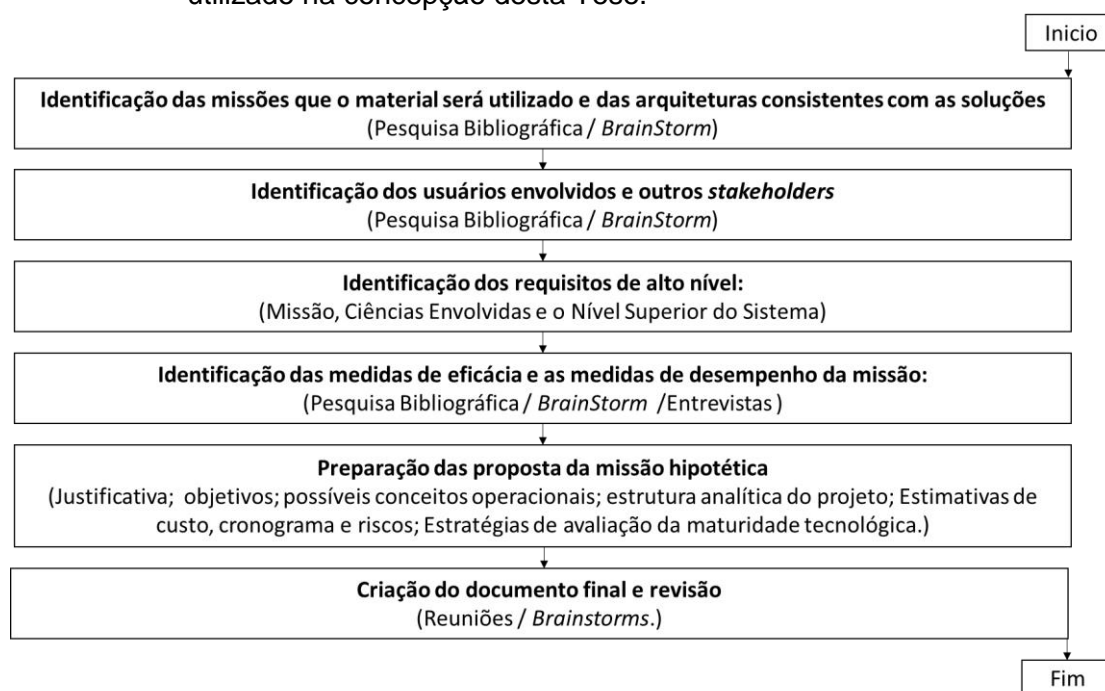 utilizado na concepção desta Tese.
Inicio
Identificação das missões que o material será utilizado e das arquiteturas consistentes com as soluções
(Pesquisa Bibliográfica / BrainStorm)
Identificação dos usuários envolvidos e outros stakeholders
(Pesquisa Bibliográfica / BrainStorm)
Identificação dos requisitos de alto nível:
(Missão, Ciências Envolvidas e o Nível Superior do Sistema)
Identificação das medidas de eficácia e as medidas de desempenho da missão:
(Pesquisa Bibliográfica / BrainStorm /Entrevistas )
Preparação das proposta da missão hipotética
(Justificativa; objetivos; possíveis conceitos operacionais; estrutura analítica do projeto; Estimativas de
custo, cronograma e riscos; Estratégias de avaliação da maturidade tecnológica.)
Criação do documento final e revisão
(Reuniões / Brainstorms.)
Fim